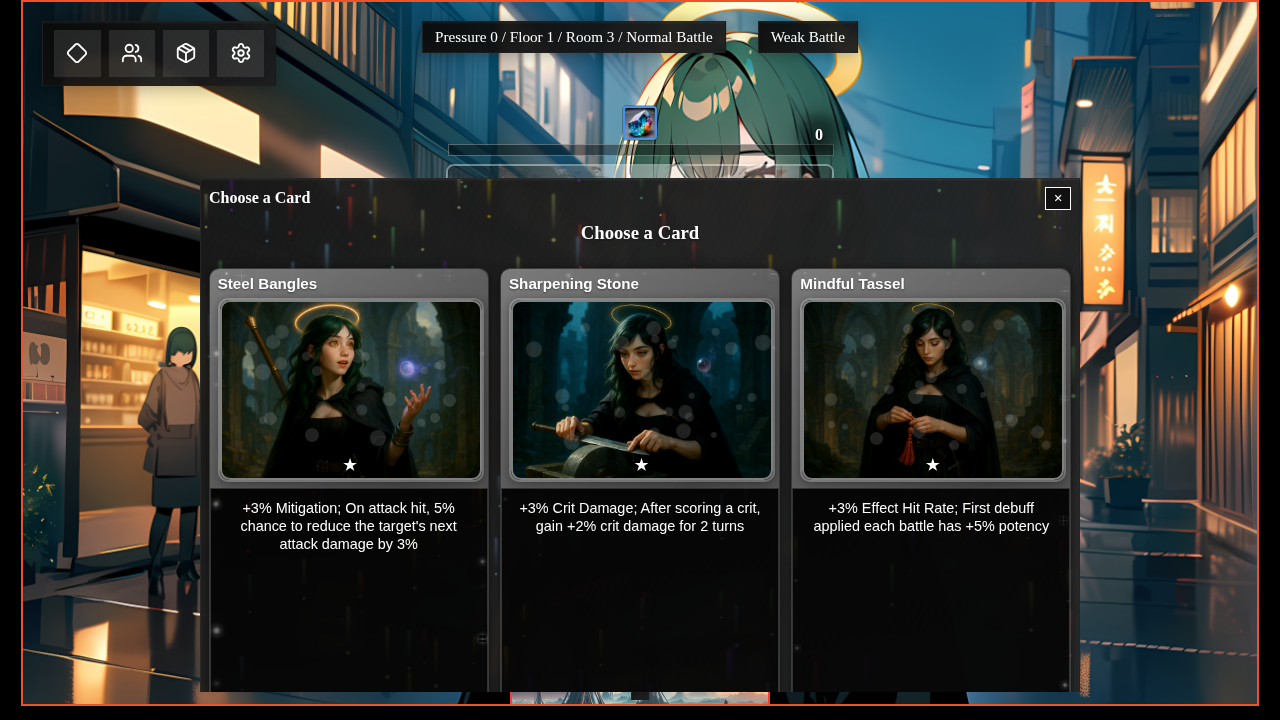 Pressure 0 / Floor 1 / Room 3 / Normal Battle
Weak Battle
0
Choose a Card
×
Choose a Card
Steel Bangles
Sharpening Stone
Mindful Tassel
★
★
★
+3% Mitigation; On attack hit, 5%
chance to reduce the target's next
attack damage by 3%
+3% Crit Damage; After scoring a crit,
gain +2% crit damage for 2 turns
+3% Effect Hit Rate; First debuff
applied each battle has +5% potency